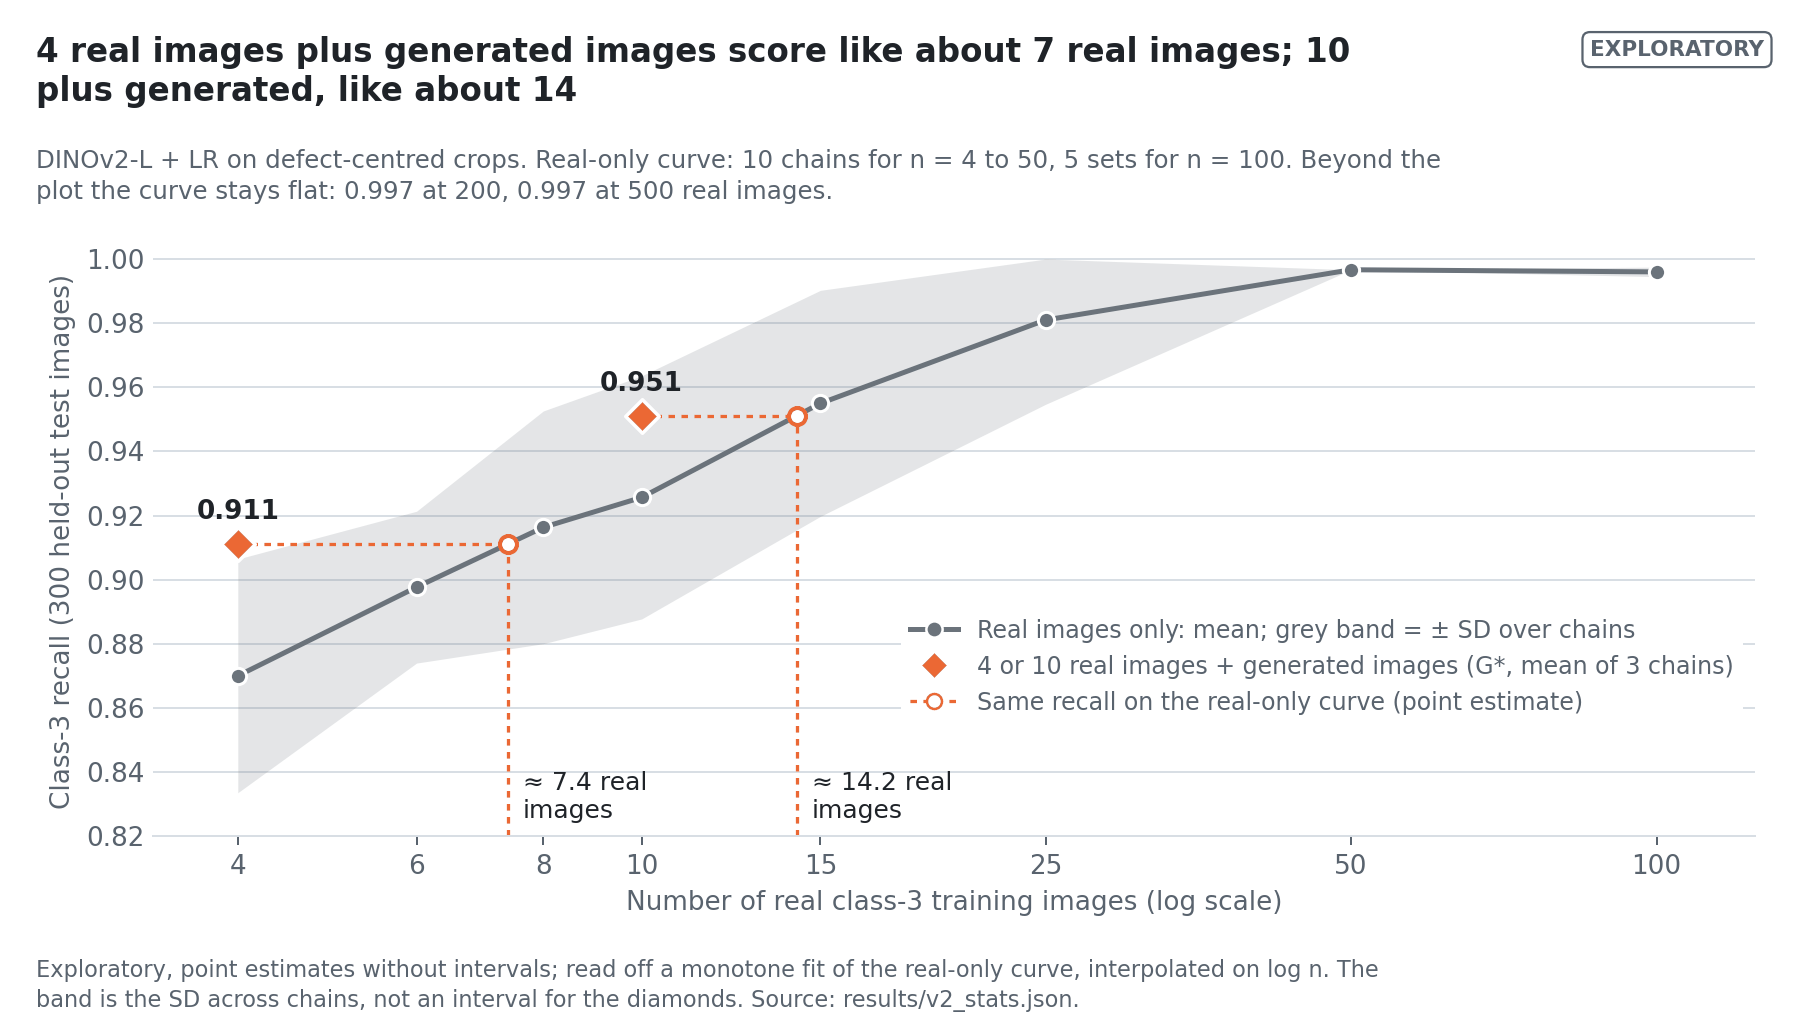 4 real images plus generated images score like about 7 real images; 10
plus generated, like about 14
EXPLORATORY
DINOv2-L + LR on defect-centred crops. Real-only curve: 10 chains for n = 4 to 50, 5 sets for n = 100. Beyond the
plot the curve stays flat: 0.997 at 200, 0.997 at 500 real images.
Class-3 recall (300 held-out test images)
1.00
0.98
0.96
0.94
0.92
0.90
0.88
0.86
0.84
0.82
0.951
0.911
Real images only: mean; grey band = ± SD over chains
4 or 10 real images + generated images (G*, mean of 3 chains)
Same recall on the real-only curve (point estimate)
≈ 7.4 real
images
≈ 14.2 real
images
4
6
8
10
15
25
50
100
Number of real class-3 training images (log scale)
Exploratory, point estimates without intervals; read off a monotone fit of the real-only curve, interpolated on log n. The
band is the SD across chains, not an interval for the diamonds. Source: results/v2_stats.json.